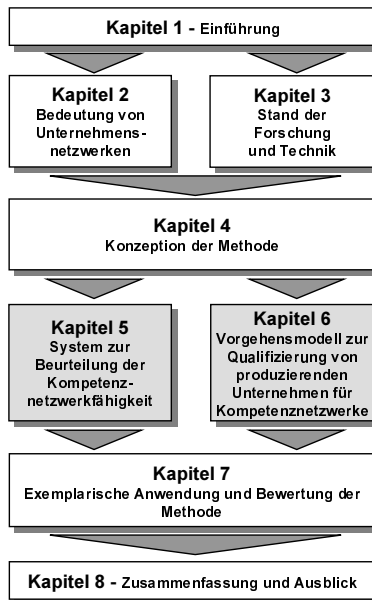 Kapitel 1 - Einführung
Kapitel 2
Bedeutung von
Unternehmens-
netzwerken
Kapitel 3
Stand der
Forschung
und Technik
Kapitel 4
Konzeption der Methode
Kapitel 5
System zur
Beurteilung der
Kompetenz-
netzwerkfähigkeit
Kapitel 6
Vorgehensmodell zur
Qualifizierung von
produzierenden
Unternehmen für
Kompetenznetzwerke
Kapitel 7
Exemplarische Anwendung und Bewertung der
Methode
Kapitel 8 - Zusammenfassung und Ausblick